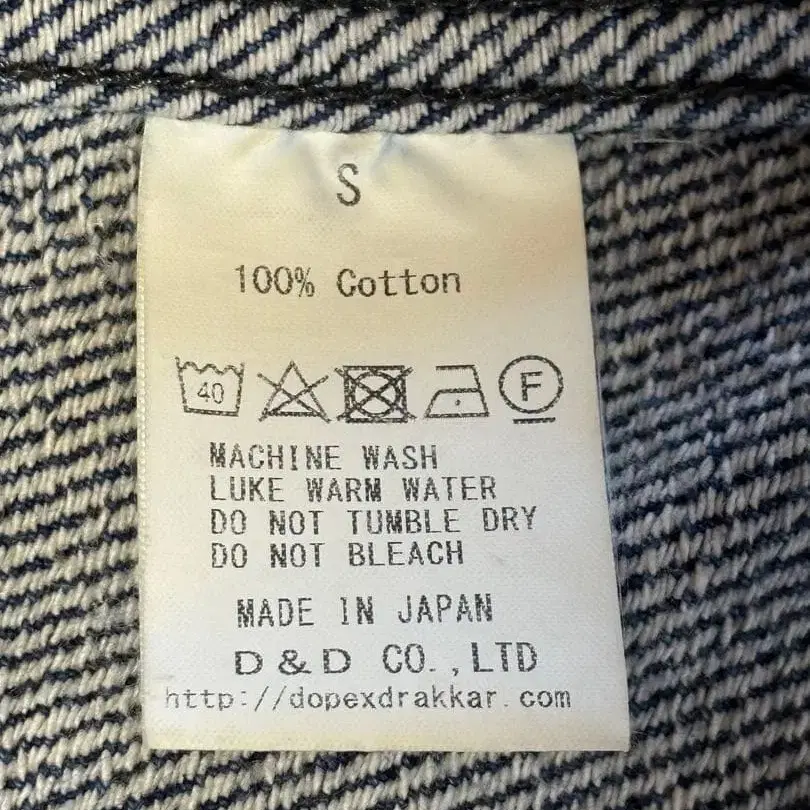 S
100% Cotton
40 F
MACHINE WASH
LUKE WARM WATER
DO NOT TUMBLE DRY
DO NOT BLEACH
MADE IN JAPAN
D & D CO., LTD
http://dopexdrakkar.com